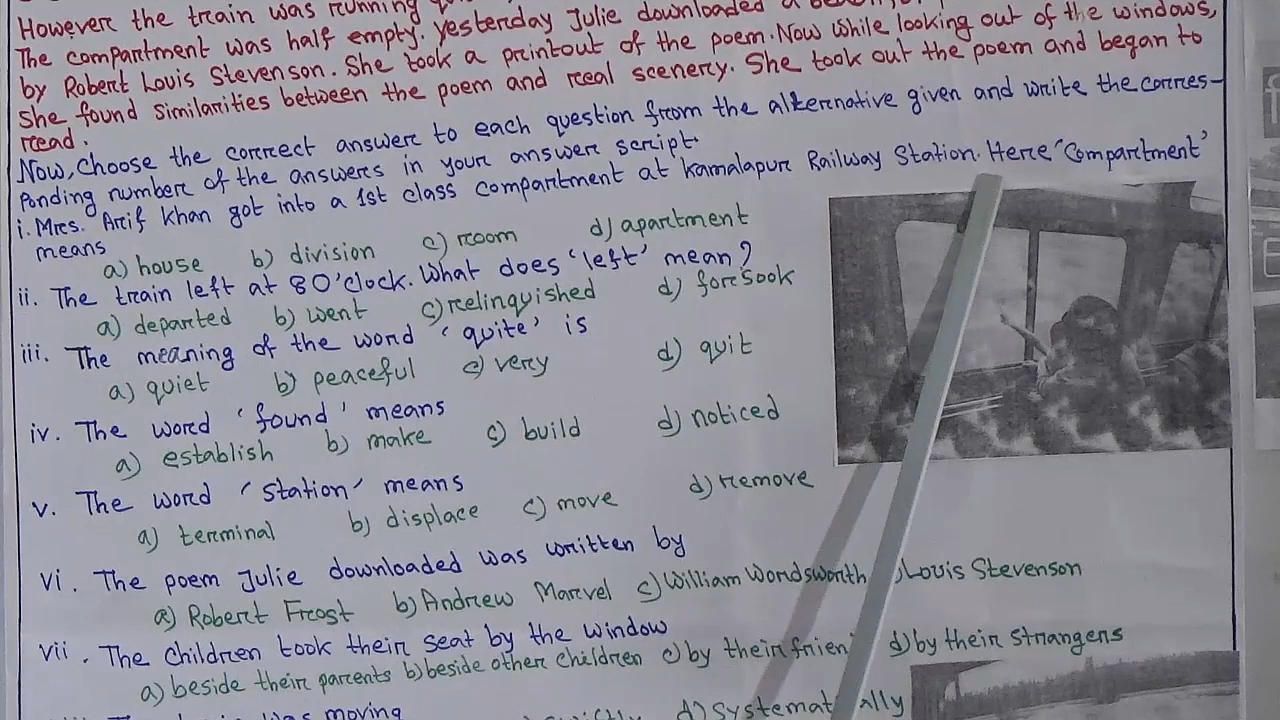 However the train was running
The compartment was half empty. yesterday Julie downloaded a
by Robert Louis Stevenson. She took a printout of the poem. Now while looking out of the windows,
She found similarities between the poem and real scenery. She took out the poem and began to
read.
Now, choose the correct answer to each question from the alternative given and write the corres-
ponding number of the answers in your answer script.
i. Mrs. Arif Khan got into a 1st class compartment at 'Kamalapur Railway Station. Here 'Compartment'
means
a) house b) division c) room d) apartment
ii. The train left at 8 O'clock. What does 'left' mean?
a) departed b) went c) relinquished d) foresook
iii. The meaning of the word 'quite' is
a) quiet b) peaceful c) very d) quit
iv. The word 'found' means
a) establish b) make c) build d) noticed
v. The word 'station' means
a) terminal b) displace c) move d) remove
vi. The poem Julie downloaded was written by
a) Robert Frost b) Andrew Marvel c) William Wordsworth ) Louis Stevenson
vii. The children took their seat by the window
a) beside their parents b) beside other children c) by their frien d) by their strangers
was moving
d) systematically